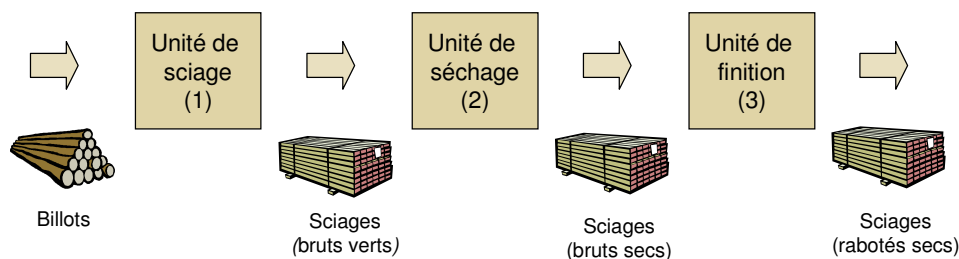 Unité de
sciage
(1)
Unité de
séchage
(2)
Unité de
finition
(3)
Billots
Sciages
(bruts verts)
Sciages
(bruts secs)
Sciages
(rabotés secs)